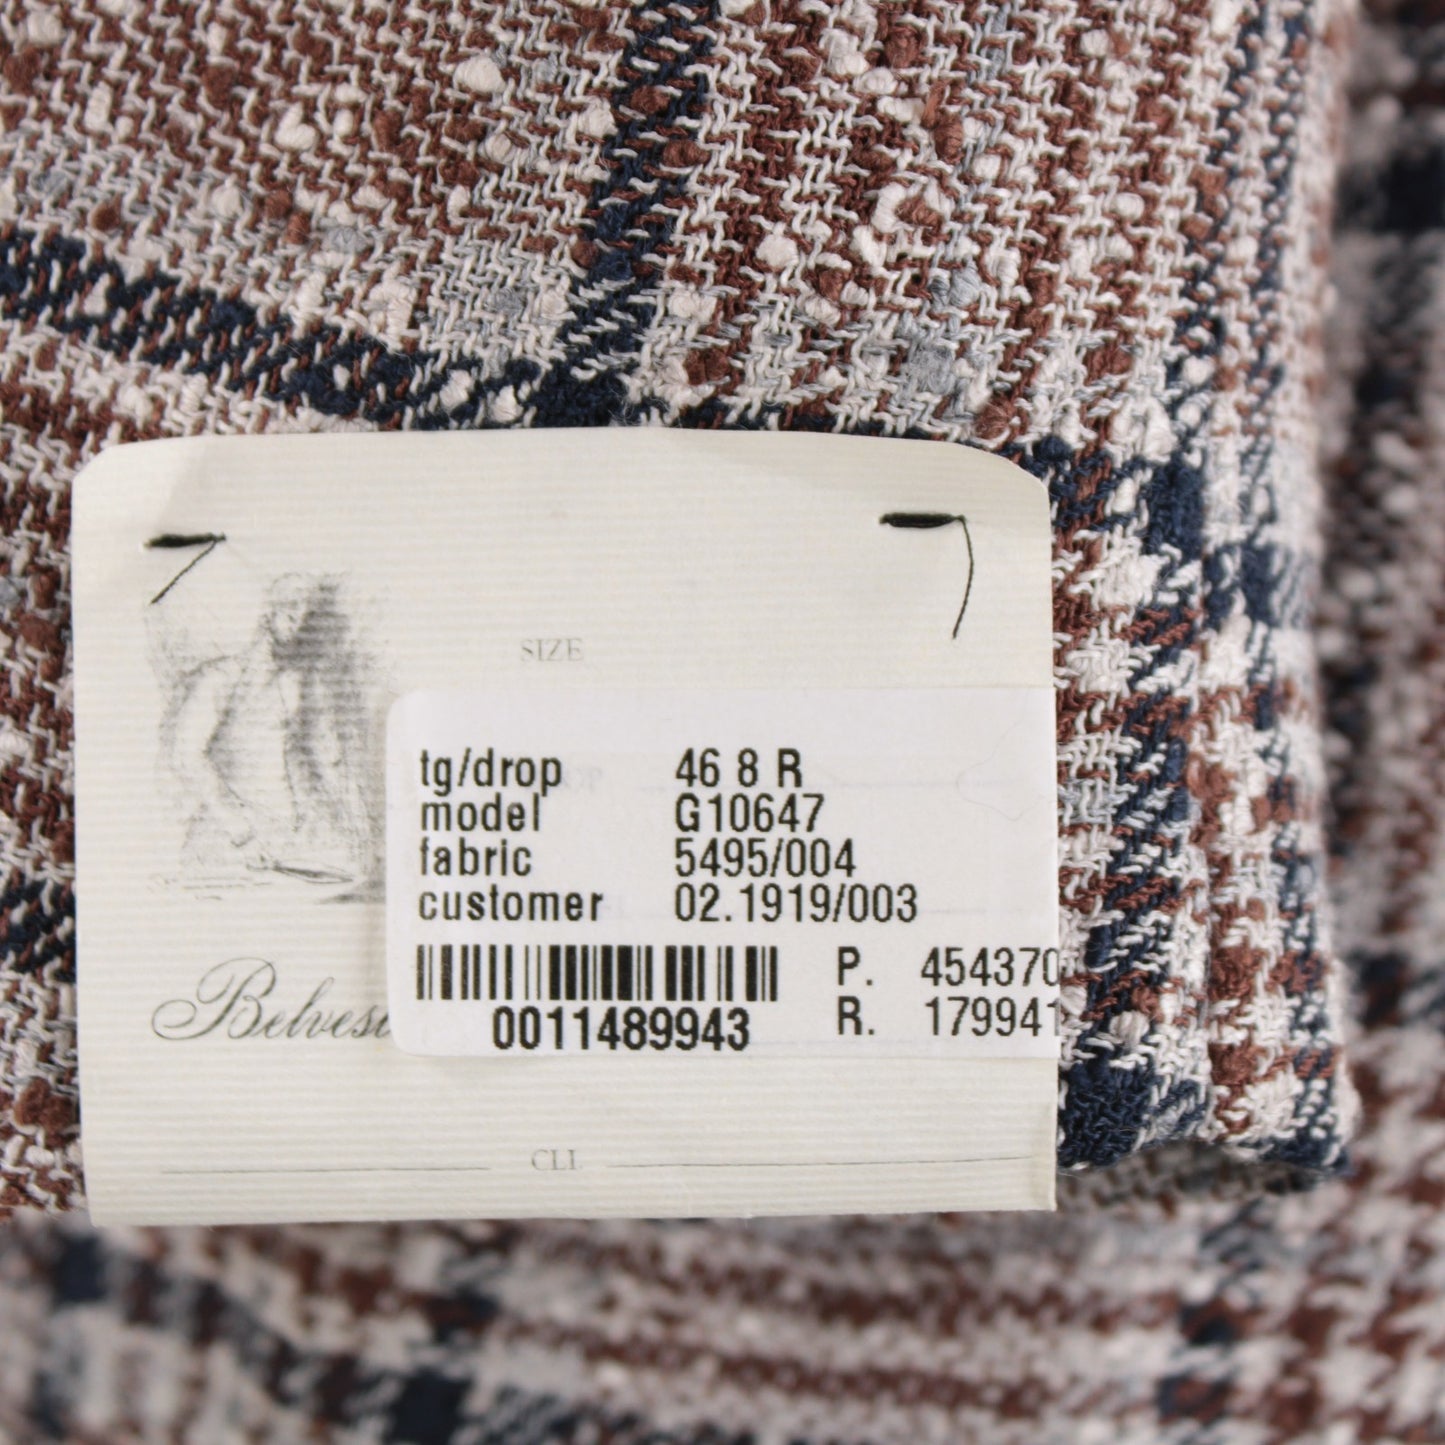 SIZE
tg/drop 46 8 R
model G10647
fabric 5495/004
customer 02.1919/003
P. 454370
R. 179941
0011489943
CLI.